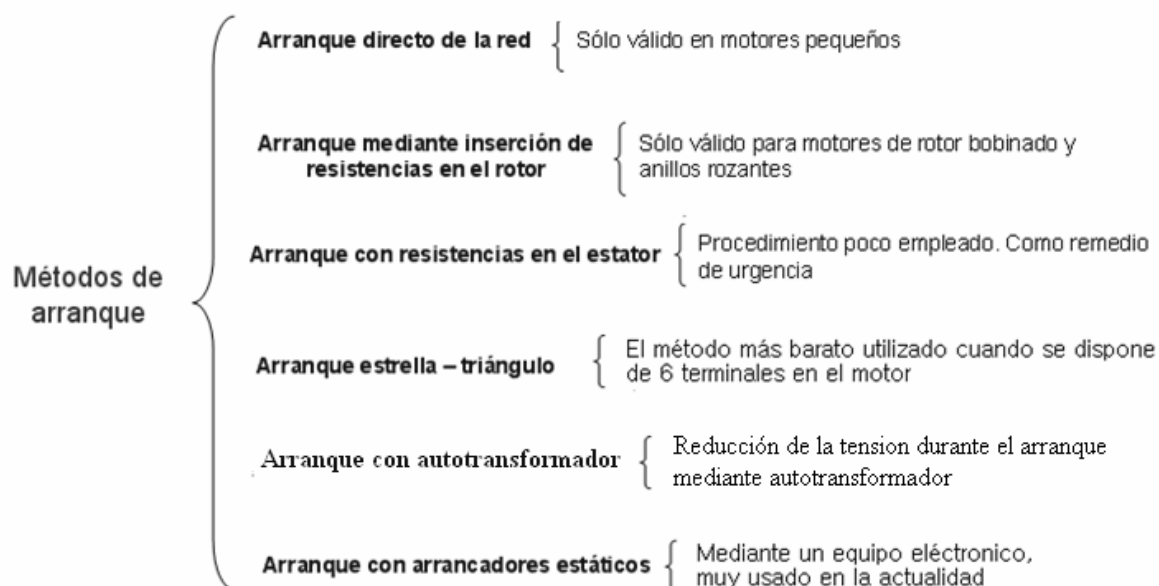 Métodos de
arranque
Arranque directo de la red
Sólo válido en motores pequeños
Arranque mediante inserción de
resistencias en el rotor
Sólo válido para motores de rotor bobinado y
anillos rozantes
Arranque con resistencias en el estator
Procedimiento poco empleado. Como remedio
de urgencia
Arranque estrella – triángulo
El método más barato utilizado cuando se dispone
de 6 terminales en el motor
Arranque con autotransformador
Reducción de la tension durante el arranque
mediante autotransformador
Arranque con arrancadores estáticos
Mediante un equipo eléctronico,
muy usado en la actualidad